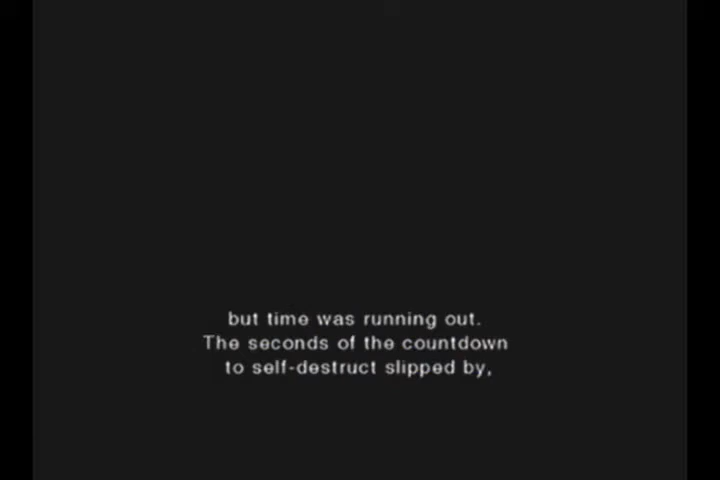 but time was running out.
The seconds of the countdown
to self-destruct slipped by,